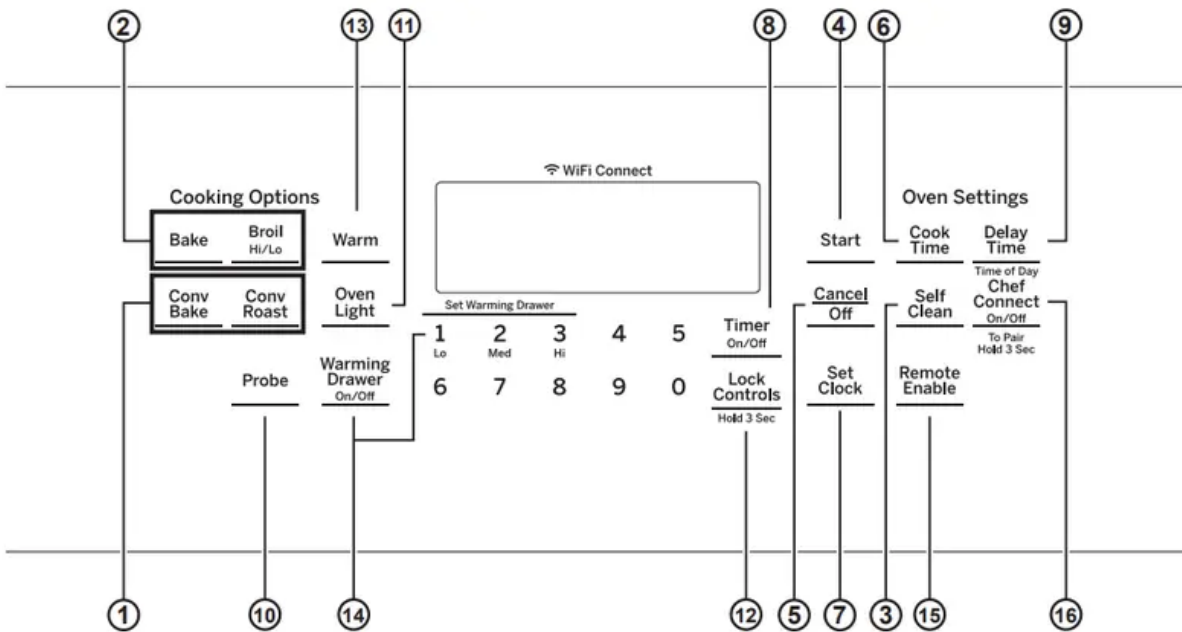 2 13 11 8 4 6 9
WiFi Connect
Cooking Options
Oven Settings
Bake
Broil
Hi/Lo
Warm
Start
Cook
Time
Delay
Time
Time of Day
Conv
Bake
Conv
Roast
Oven
Light
Set Warming Drawer
1 2 3 4 5
Lo Med Hi
Timer
On/Off
Cancel
Off
Self
Clean
Chef
Connect
On/Off
To Pair
Hold 3 Sec
Probe
Warming
Drawer
On/Off
6 7 8 9 0
Lock
Controls
Hold 3 Sec
Set
Clock
Remote
Enable
1 10 14 12 5 7 3 15 16